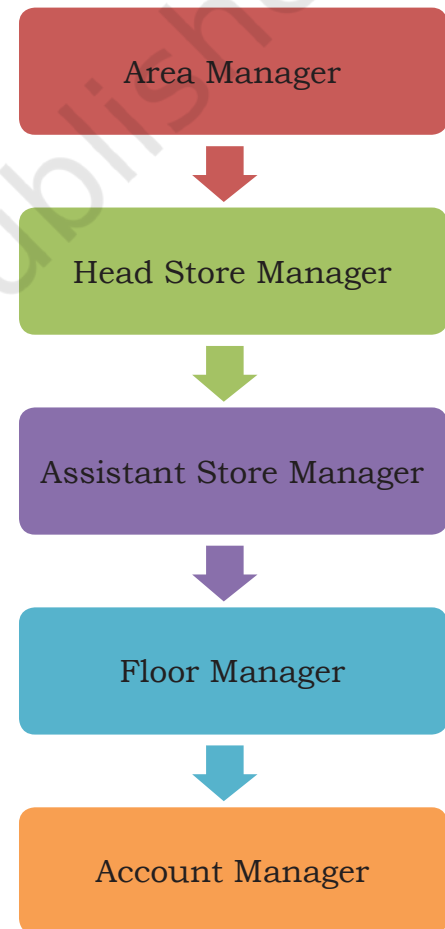 Area Manager
Head Store Manager
Assistant Store Manager
Floor Manager
Account Manager